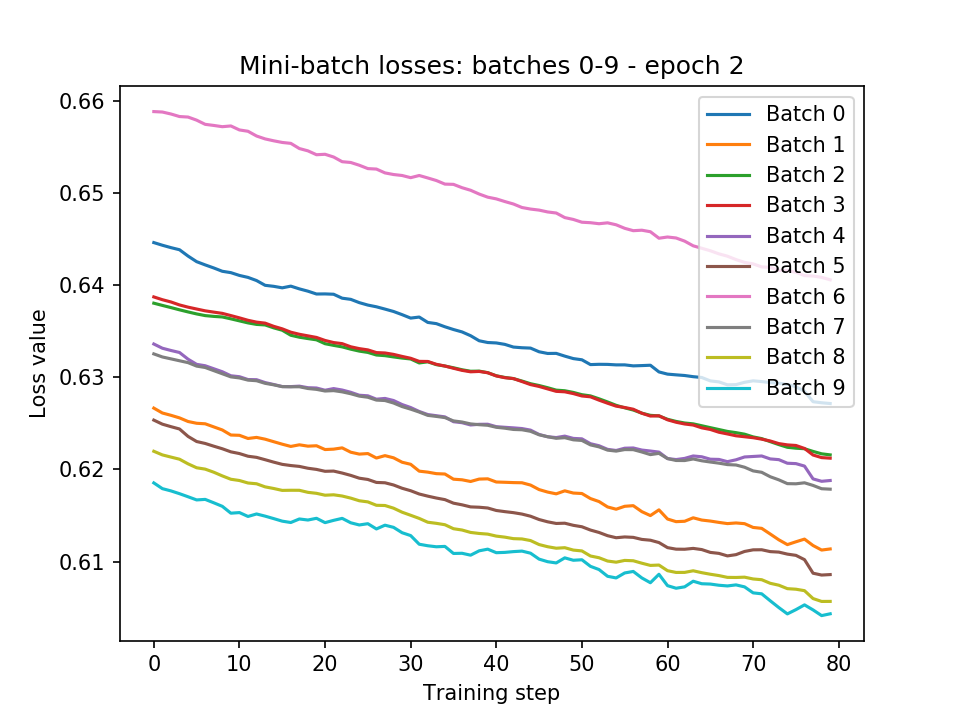 Mini-batch losses: batches 0-9 - epoch 2
0.66
0.65
0.64
0.63
0.62
0.61
Loss value
Batch 0
Batch 1
Batch 2
Batch 3
Batch 4
Batch 5
Batch 6
Batch 7
Batch 8
Batch 9
0 10 20 30 40 50 60 70 80
Training step